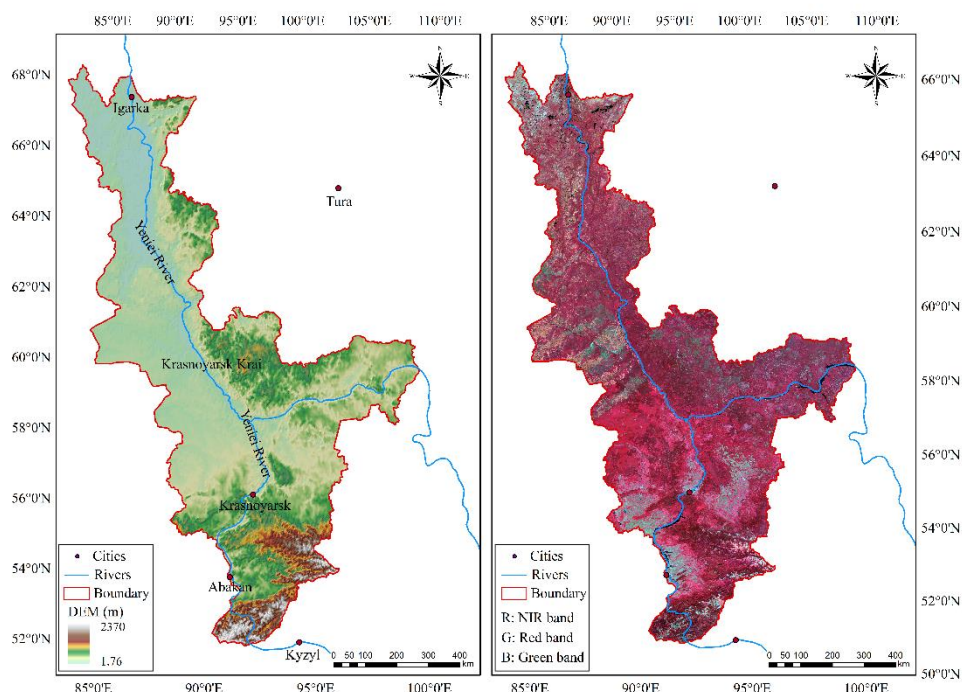 85°0'E 90°0'E 95°0'E 100°0'E 105°0'E 110°0'E
68°0'N
66°0'N
64°0'N
62°0'N
60°0'N
58°0'N
56°0'N
54°0'N
52°0'N
N
W E
S
Igarka
Tura
Yeniei River
Krasnoyarsk Krai
Yeniei River
Krasnoyarsk
Abakan
Kyzyl
Cities
Rivers
Boundary
DEM (m)
2370
1.76
0 50 100 200 300 400
km
85°0'E 90°0'E 95°0'E 100°0'E
85°0'E 90°0'E 95°0'E 100°0'E 105°0'E 110°0'E
66°0'N
64°0'N
62°0'N
60°0'N
58°0'N
56°0'N
54°0'N
52°0'N
50°0'N
N
W E
S
Cities
Rivers
Boundary
R: NIR band
G: Red band
B: Green band
0 50 100 200 300 400
km
85°0'E 90°0'E 95°0'E 100°0'E